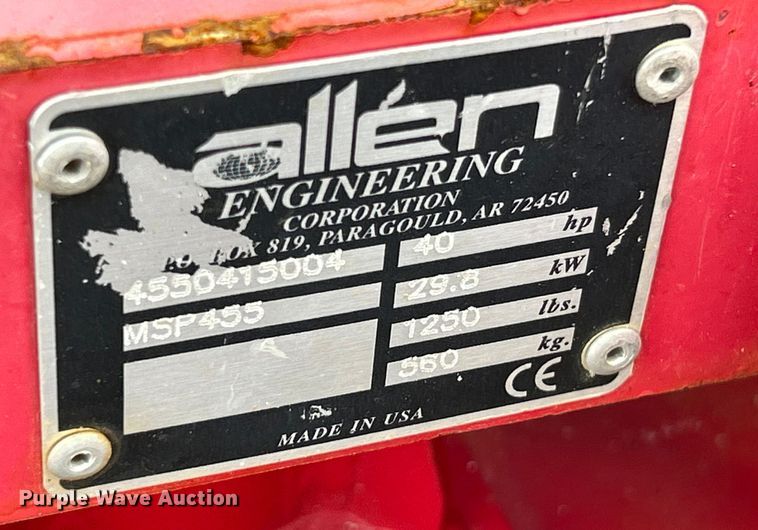 allen
ENGINEERING
CORPORATION
BOX 819, PARAGOULD, AR 72450
4550415004 40 hp
MSP455 29.8 kW
1250 lbs.
560 kg.
CE
MADE IN USA
Purple Wave Auction